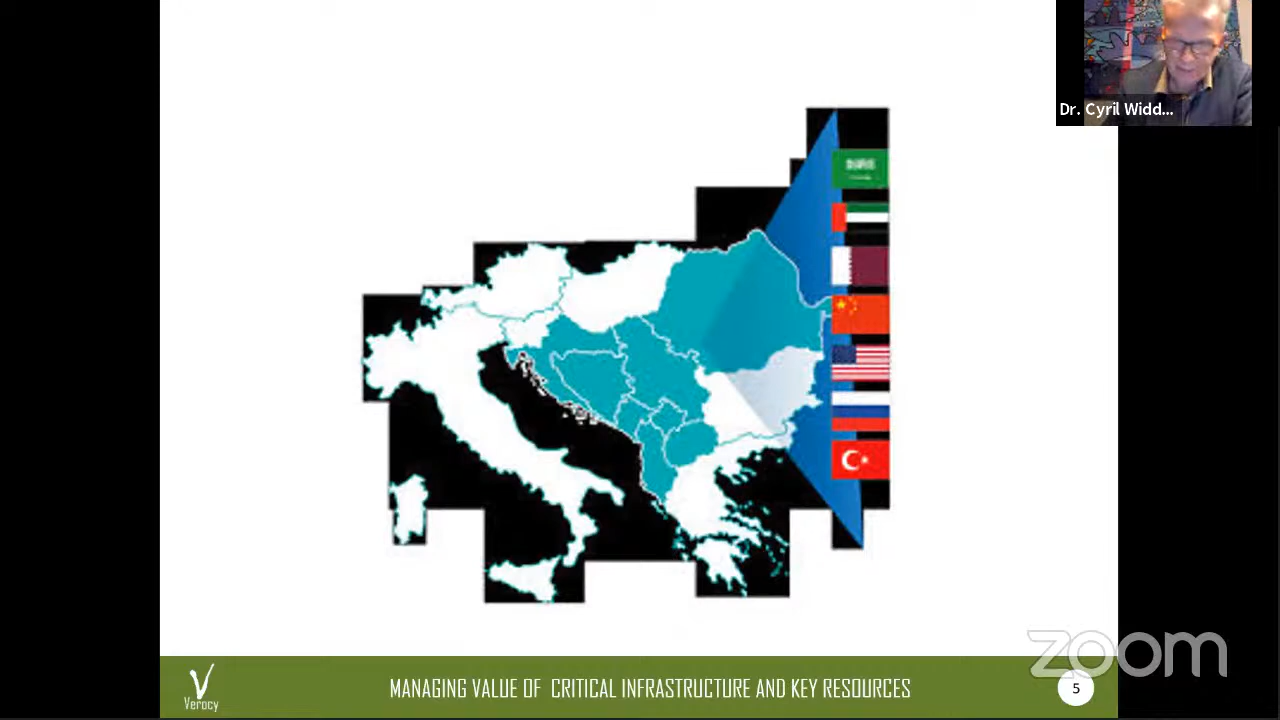 Dr. Cyril Widd...
Verocy
MANAGING VALUE OF CRITICAL INFRASTRUCTURE AND KEY RESOURCES
5
zoom